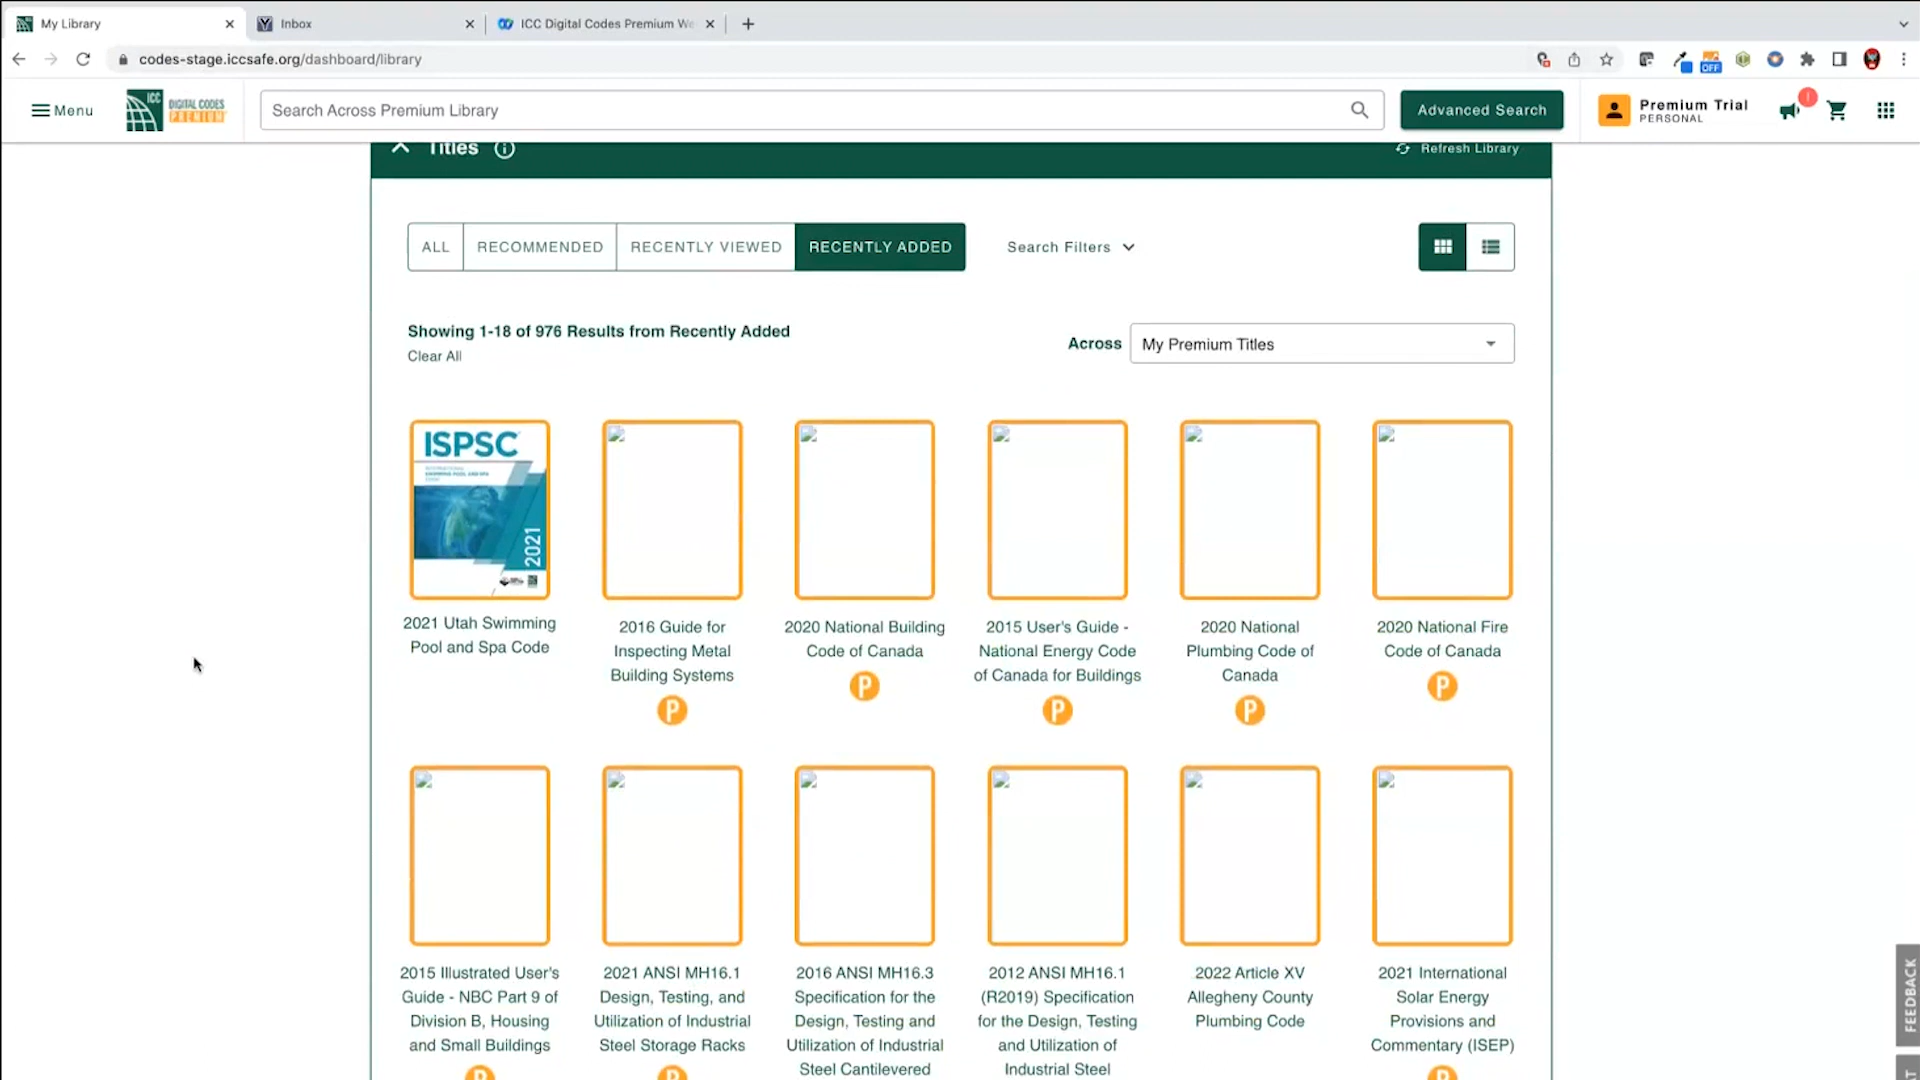 My Library
Inbox
ICC Digital Codes Premium We
codes-stage.iccsafe.org/dashboard/library
OFF
Menu
ICC
DIGITAL CODES
PREMIUM
Search Across Premium Library
Advanced Search
Premium Trial
PERSONAL
Titles
Refresh Library
ALL
RECOMMENDED
RECENTLY VIEWED
RECENTLY ADDED
Search Filters
Showing 1-18 of 976 Results from Recently Added
Clear All
Across
My Premium Titles
ISPSC
2021
2021 Utah Swimming
Pool and Spa Code
2016 Guide for
Inspecting Metal
Building Systems
P
2020 National Building
Code of Canada
P
2015 User's Guide -
National Energy Code
of Canada for Buildings
P
2020 National
Plumbing Code of
Canada
P
2020 National Fire
Code of Canada
P
2015 Illustrated User's
Guide - NBC Part 9 of
Division B, Housing
and Small Buildings
P
2021 ANSI MH16.1
Design, Testing, and
Utilization of Industrial
Steel Storage Racks
P
2016 ANSI MH16.3
Specification for the
Design, Testing and
Utilization of Industrial
Steel Cantilevered
2012 ANSI MH16.1
(R2019) Specification
for the Design, Testing
and Utilization of
Industrial Steel
2022 Article XV
Allegheny County
Plumbing Code
2021 International
Solar Energy
Provisions and
Commentary (ISEP)
P
FEEDBACK